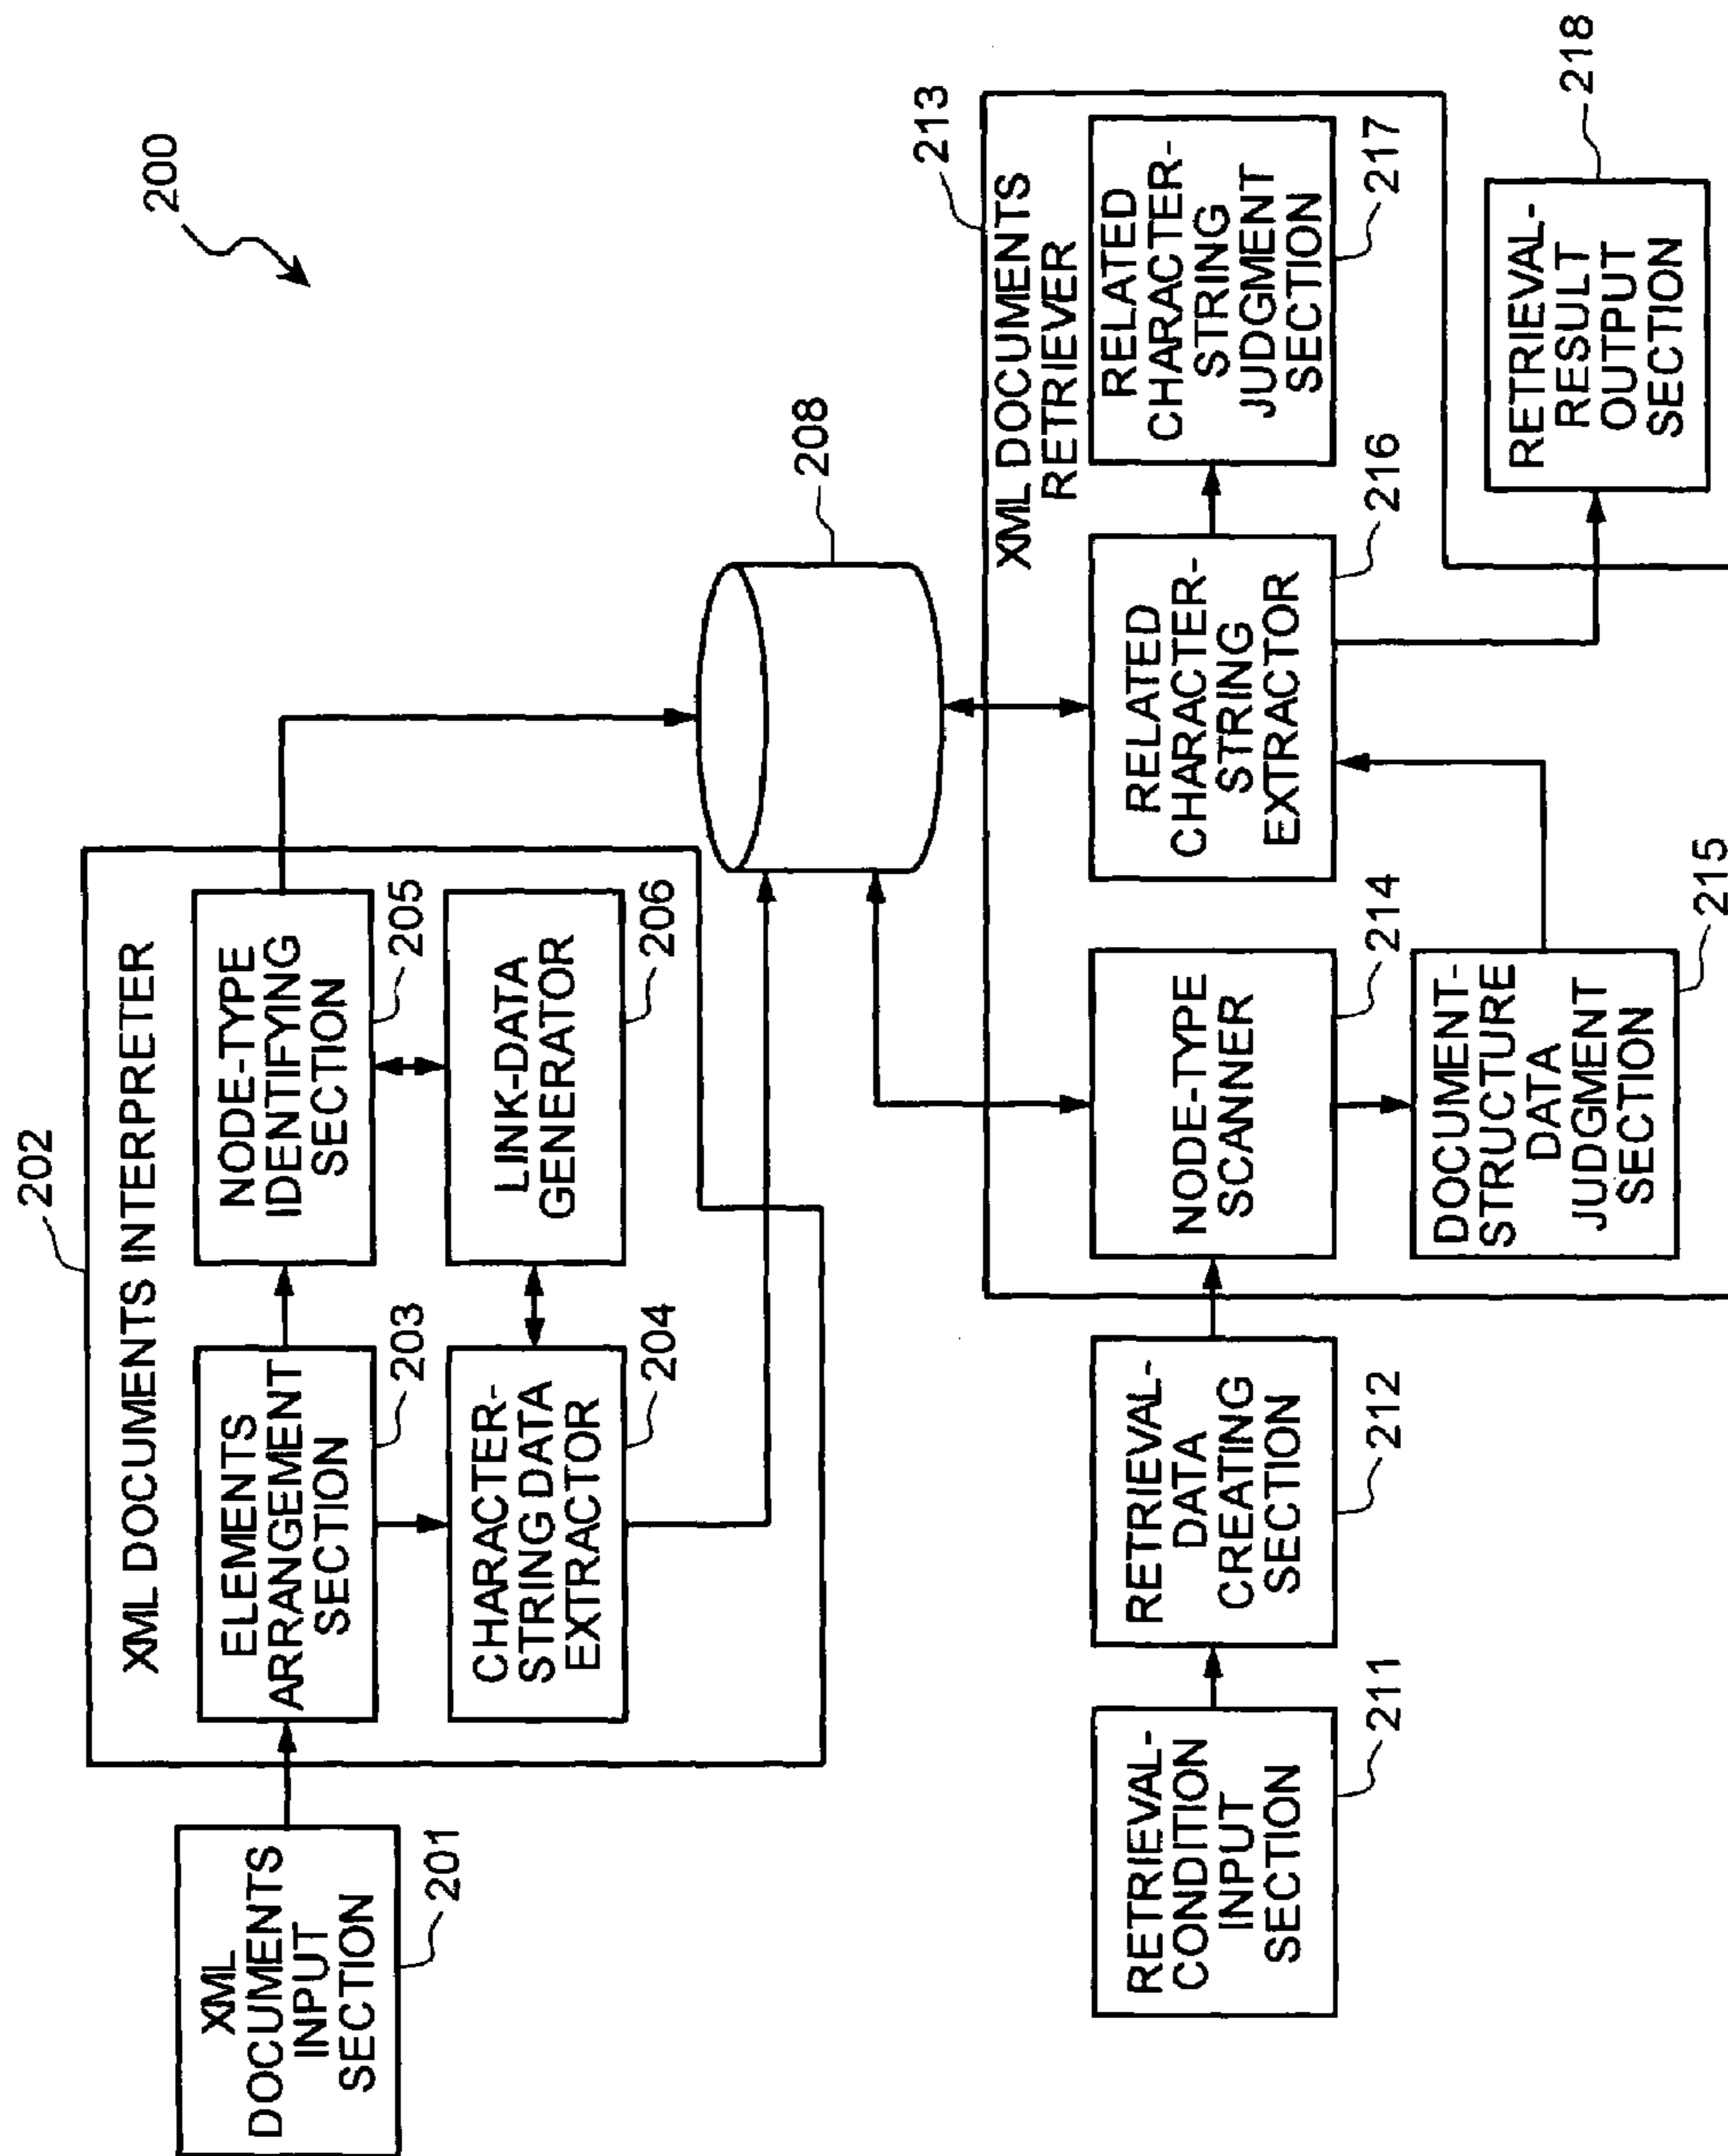 200
202
XML DOCUMENTS INTERPRETER
XML
DOCUMENTS
INPUT
SECTION
201
ELEMENTS
ARRANGEMENT
SECTION
203
NODE-TYPE
IDENTIFYING
SECTION
205
CHARACTER-
STRING DATA
EXTRACTOR
204
LINK-DATA
GENERATOR
206
208
213
XML DOCUMENTS
RETRIEVER
RETRIEVAL-
CONDITION
INPUT
SECTION
211
RETRIEVAL-
DATA
CREATING
SECTION
212
NODE-TYPE
SCANNER
214
RELATED
CHARACTER-
STRING
EXTRACTOR
216
RELATED
CHARACTER-
STRING
JUDGMENT
SECTION
217
DOCUMENT-
STRUCTURE
DATA
JUDGMENT
SECTION
215
RETRIEVAL-
RESULT
OUTPUT
SECTION
218